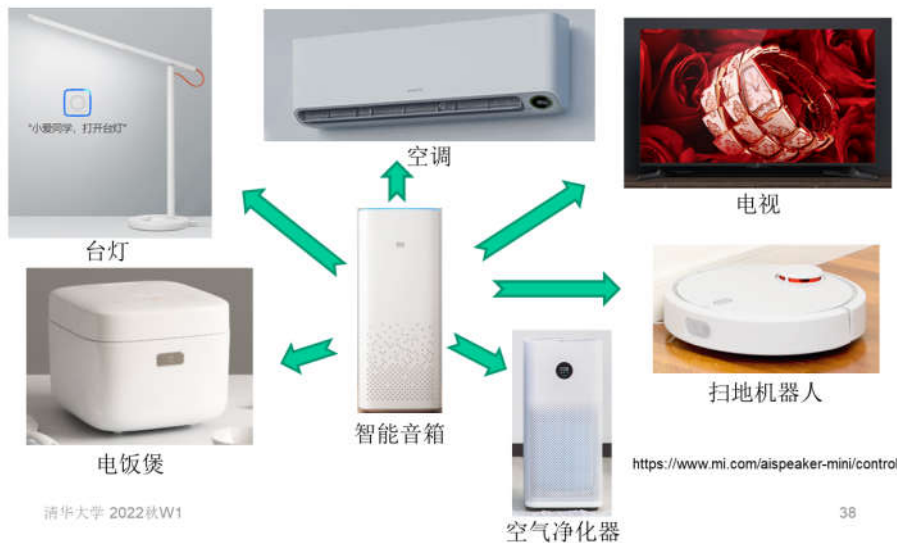 "小爱同学,打开台灯"
空调
电视
台灯
扫地机器人
智能音箱
电饭煲
https://www.mi.com/aispeaker-mini/control
清华大学 2022秋W1
38
空气净化器